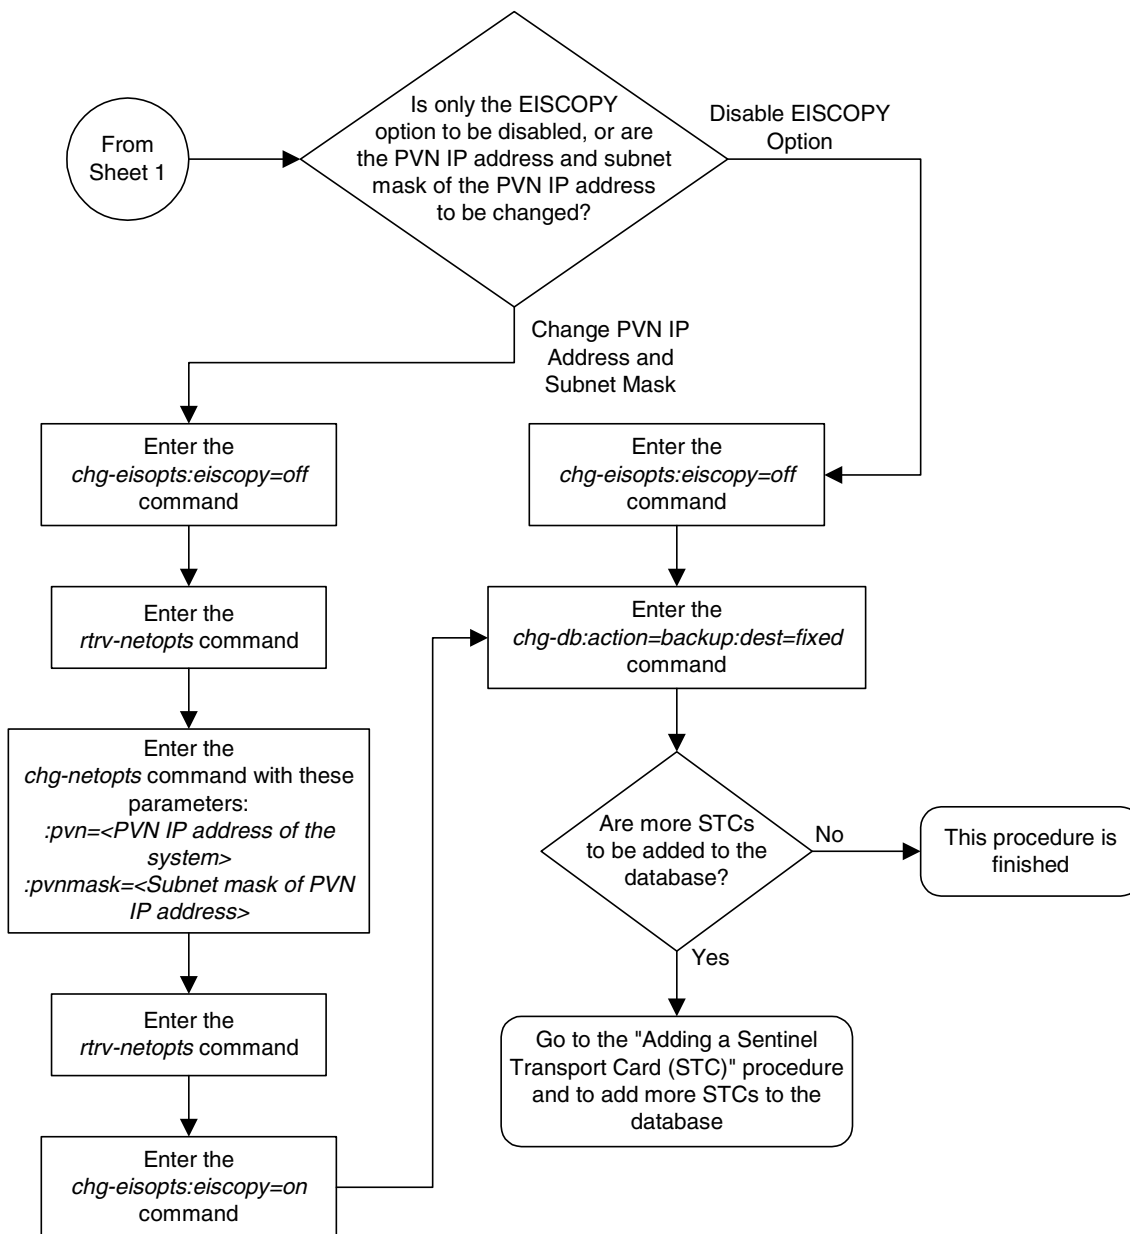 From
Sheet 1
Is only the EISCOPY
option to be disabled, or are
the PVN IP address and subnet
mask of the PVN IP address
to be changed?
Disable EISCOPY
Option
Change PVN IP
Address and
Subnet Mask
Enter the
chg-eisopts:eiscopy=off
command
Enter the
rtrv-netopts command
Enter the
chg-netopts command with these
parameters:
:pvn=<PVN IP address of the
system>
:pvnmask=<Subnet mask of PVN
IP address>
Enter the
rtrv-netopts command
Enter the
chg-eisopts:eiscopy=on
command
Enter the
chg-eisopts:eiscopy=off
command
Enter the
chg-db:action=backup:dest=fixed
command
Are more STCs
to be added to the
database?
No
This procedure is
finished
Yes
Go to the "Adding a Sentinel
Transport Card (STC)" procedure
and to add more STCs to the
database